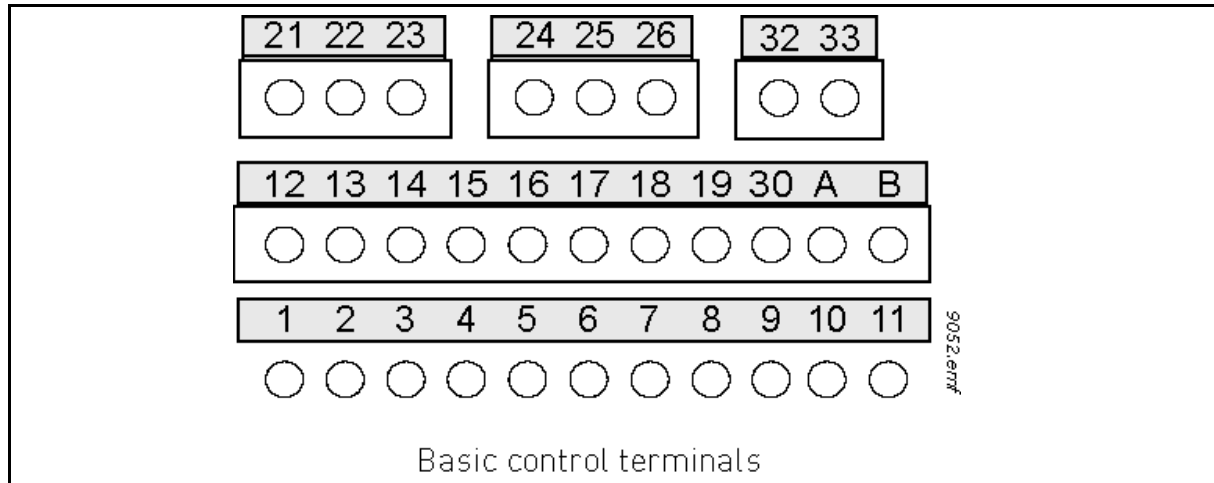 21 22 23 24 25 26 32 33
12 13 14 15 16 17 18 19 30 A B
1 2 3 4 5 6 7 8 9 10 11
9052.emf
Basic control terminals